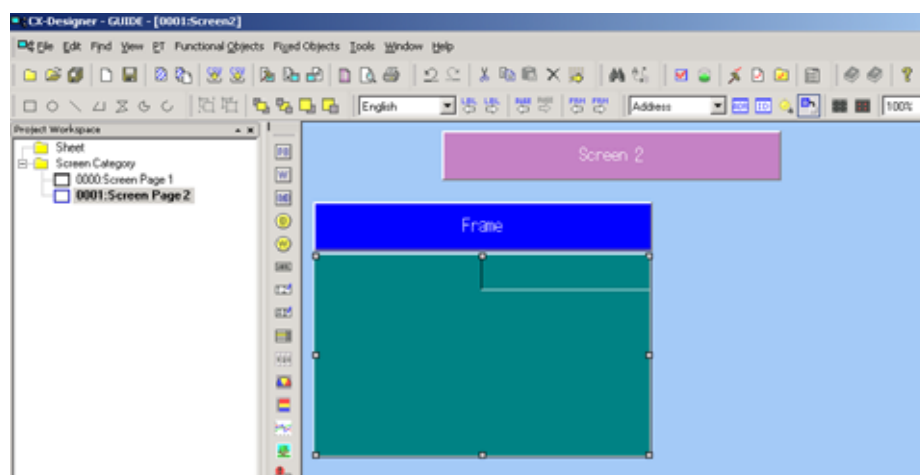 CX-Designer - GUIDE - [0001:Screen2]
File Edit Find View PT Functional Objects Fixed Objects Tools Window Help
English Address 100%
Project Workspace
Sheet
Screen Category
0000:Screen Page 1
0001:Screen Page 2
Screen 2
Frame